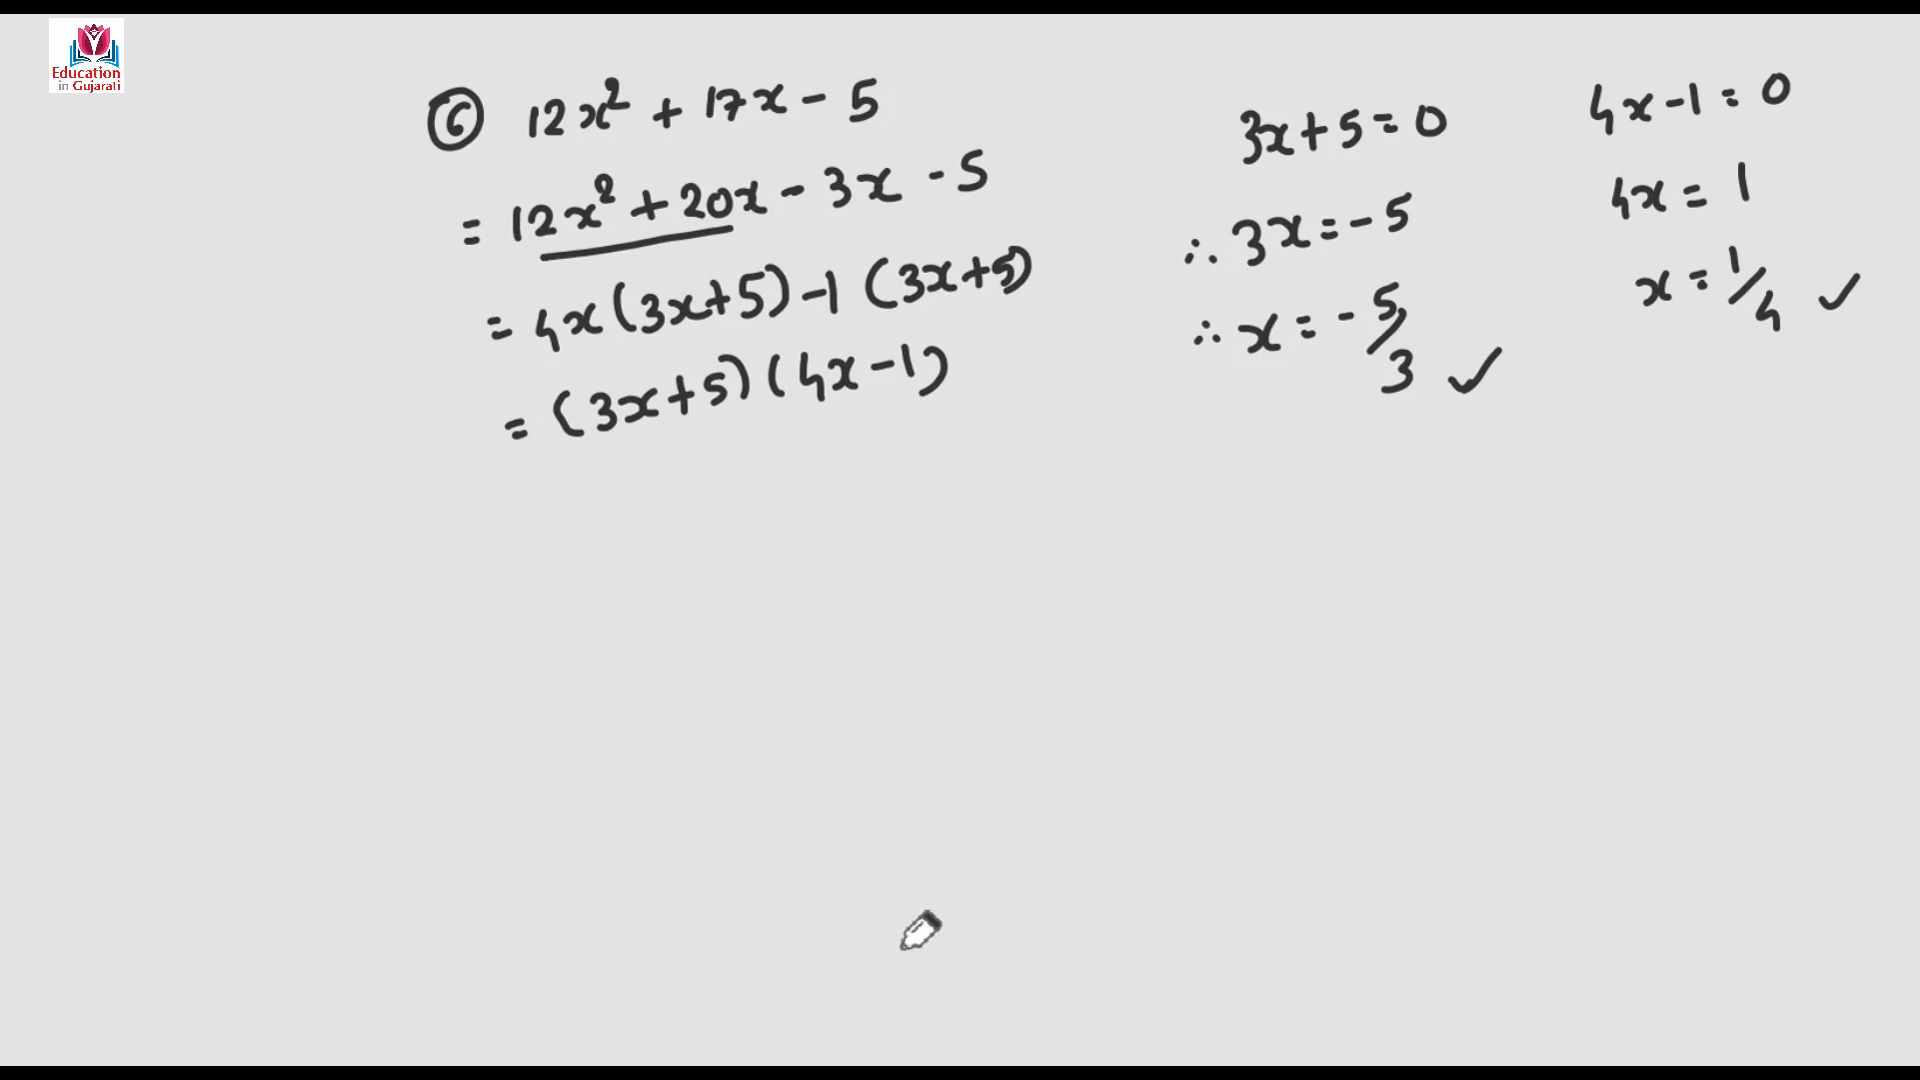 Education
in Gujarati
⑥ 12x² + 17x - 5
= 12x² + 20x - 3x - 5
= 4x(3x+5) - 1 (3x+5)
= (3x+5) (4x-1)
3x+5=0
∴ 3x = -5
∴ x = -5/3 ✓
4x-1 = 0
4x = 1
x = 1/4 ✓